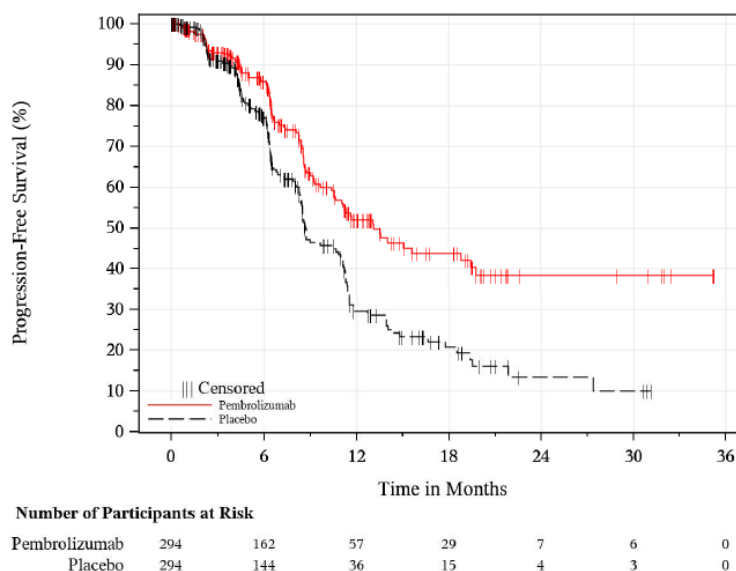 Progression-Free Survival (%)
100
90
80
70
60
50
40
30
20
10
0
Censored
Pembrolizumab
Placebo
0 6 12 18 24 30 36
Time in Months
Number of Participants at Risk
Pembrolizumab 294 162 57 29 7 6 0
Placebo 294 144 36 15 4 3 0